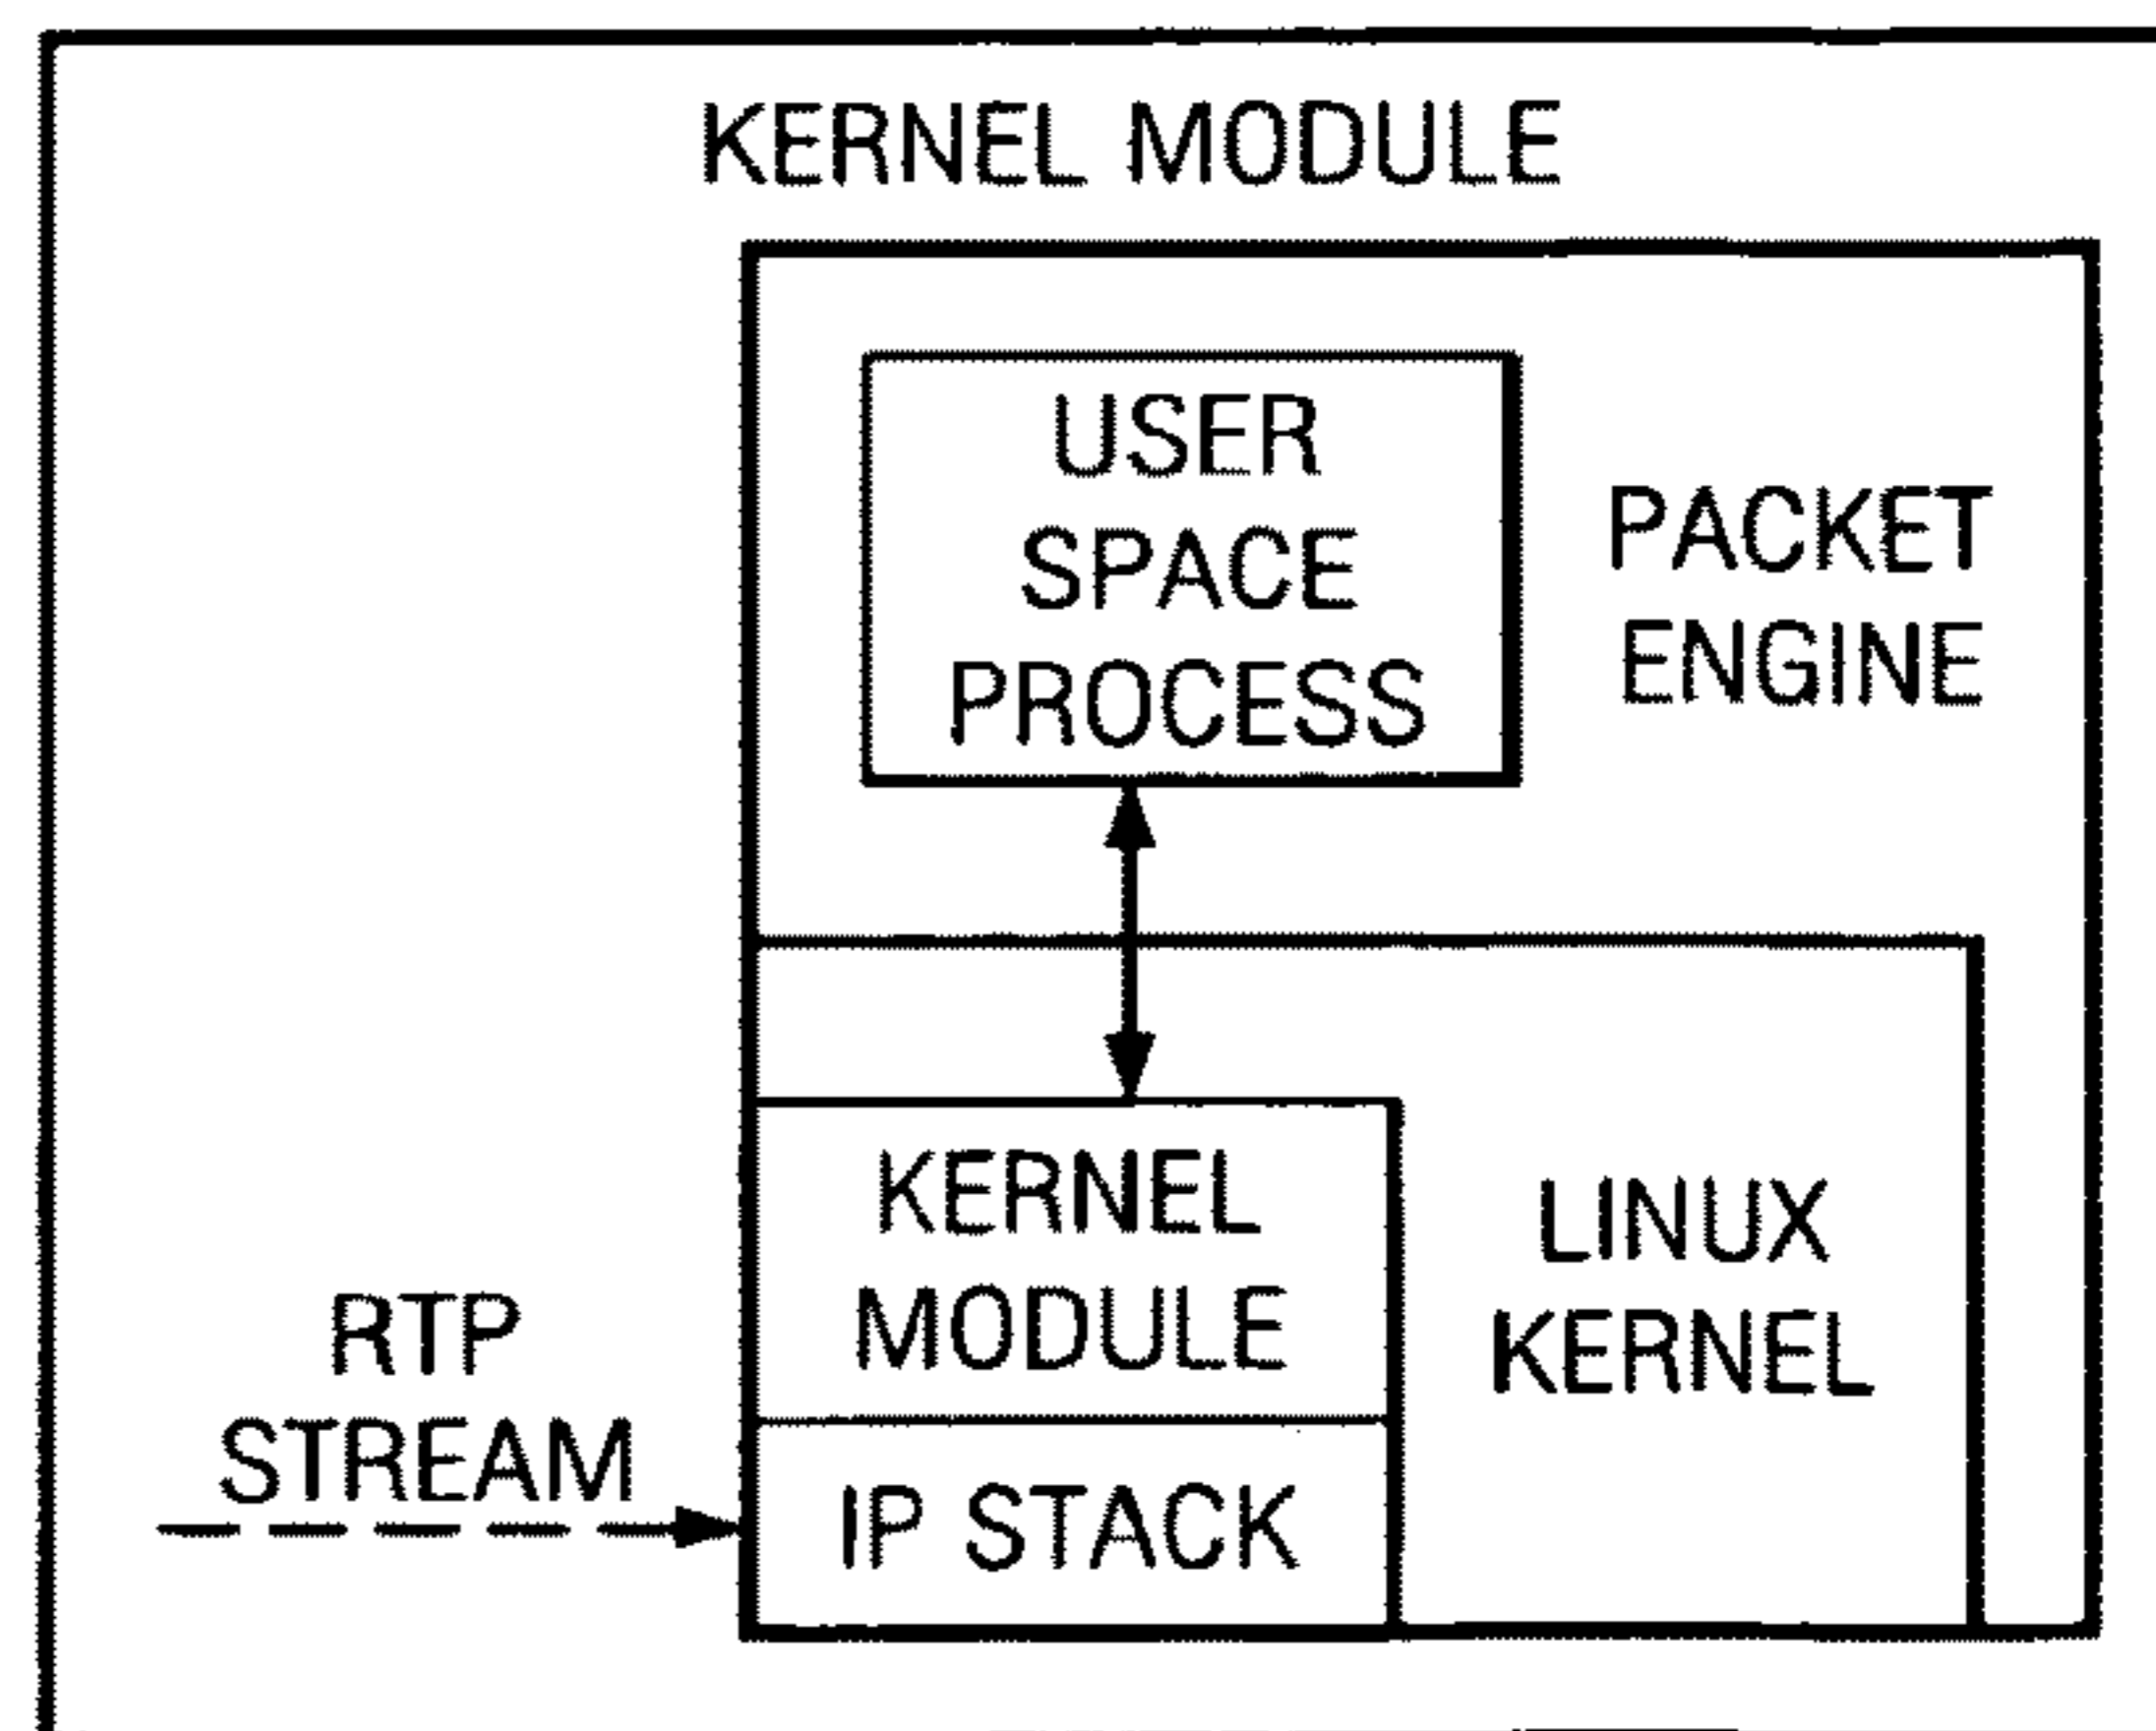 KERNEL MODULE
USER
SPACE
PROCESS
PACKET
ENGINE
KERNEL
MODULE
LINUX
KERNEL
RTP
STREAM
IP STACK